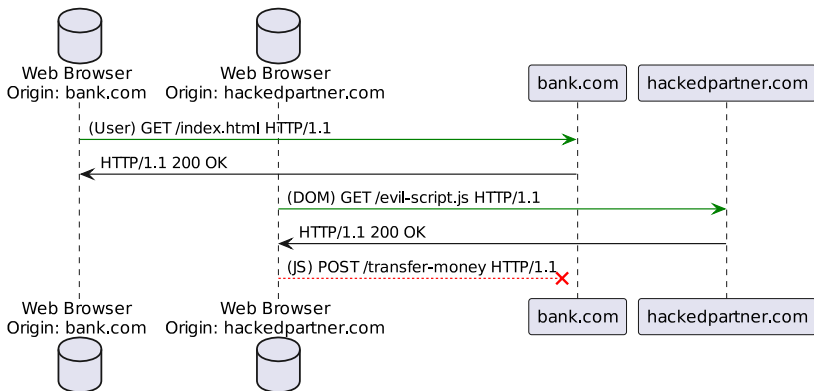 Web Browser
Origin: bank.com
Web Browser
Origin: hackedpartner.com
bank.com
hackedpartner.com
(User) GET /index.html HTTP/1.1
HTTP/1.1 200 OK
(DOM) GET /evil-script.js HTTP/1.1
HTTP/1.1 200 OK
(JS) POST /transfer-money HTTP/1.1
Web Browser
Origin: bank.com
Web Browser
Origin: hackedpartner.com
bank.com
hackedpartner.com